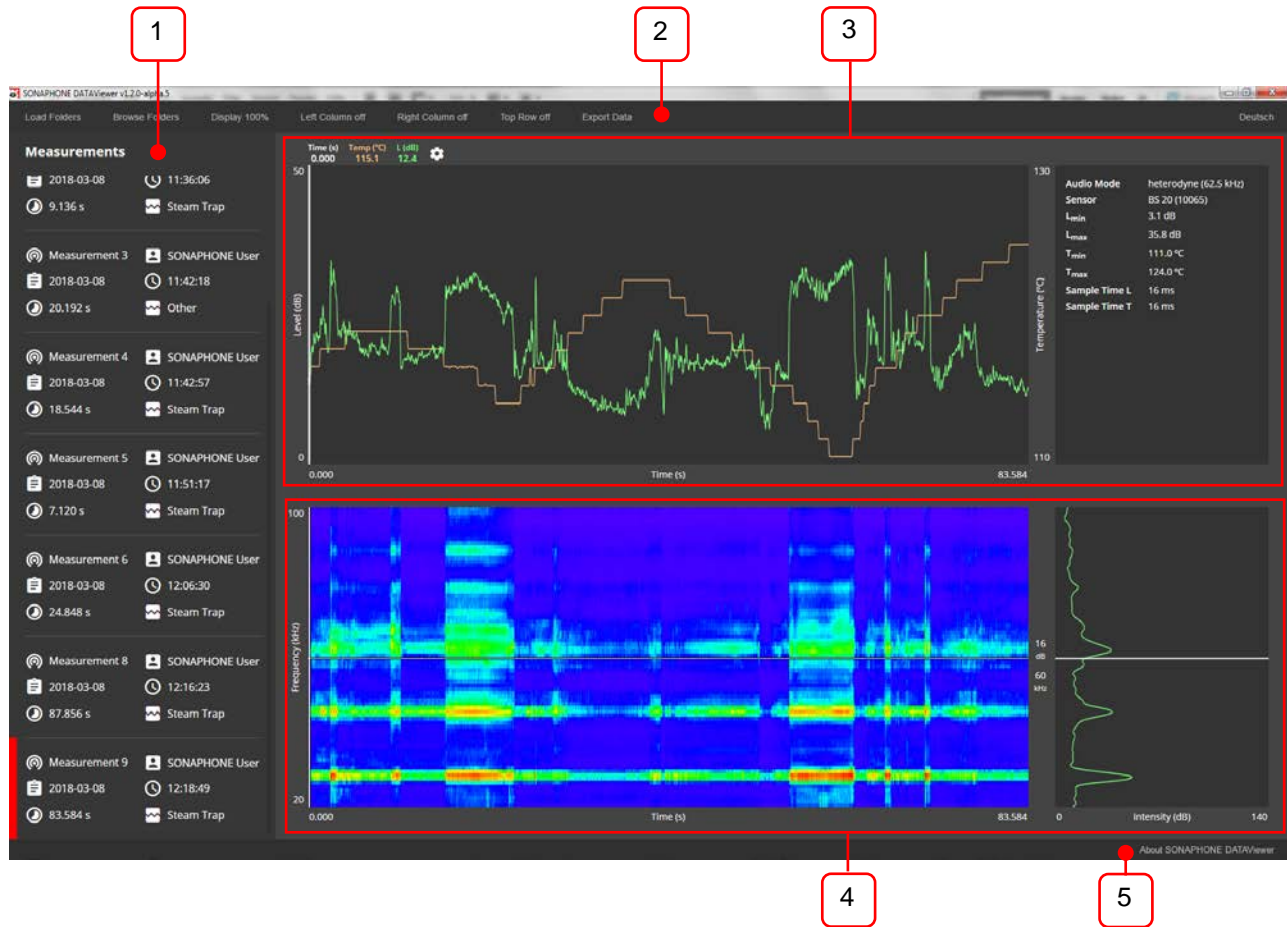 1
2
3
SONAPHONE DATAViewer v1.2.0-alpha.5
Load Folders Browse Folders Display 100% Left Column off Right Column off Top Row off Export Data Deutsch
Measurements
2018-03-08 11:36:06
9.136 s Steam Trap
Measurement 3 SONAPHONE User
2018-03-08 11:42:18
20.192 s Other
Measurement 4 SONAPHONE User
2018-03-08 11:42:57
18.544 s Steam Trap
Measurement 5 SONAPHONE User
2018-03-08 11:51:17
7.120 s Steam Trap
Measurement 6 SONAPHONE User
2018-03-08 12:06:30
24.848 s Steam Trap
Measurement 8 SONAPHONE User
2018-03-08 12:16:23
87.856 s Steam Trap
Measurement 9 SONAPHONE User
2018-03-08 12:18:49
83.584 s Steam Trap
Time (s) Temp (°C) L (dB)
0.000 115.1 12.4
50
Level (dB)
0
130
Temperature (°C)
110
0.000 Time (s) 83.584
Audio Mode heterodyne (62.5 kHz)
Sensor BS 20 (10065)
Lmin 3.1 dB
Lmax 35.8 dB
Tmin 111.0 °C
Tmax 124.0 °C
Sample Time L 16 ms
Sample Time T 16 ms
100
Frequency (kHz)
20
16
dB
60
kHz
0.000 Time (s) 83.584
0 Intensity (dB) 140
About SONAPHONE DATAViewer
4
5